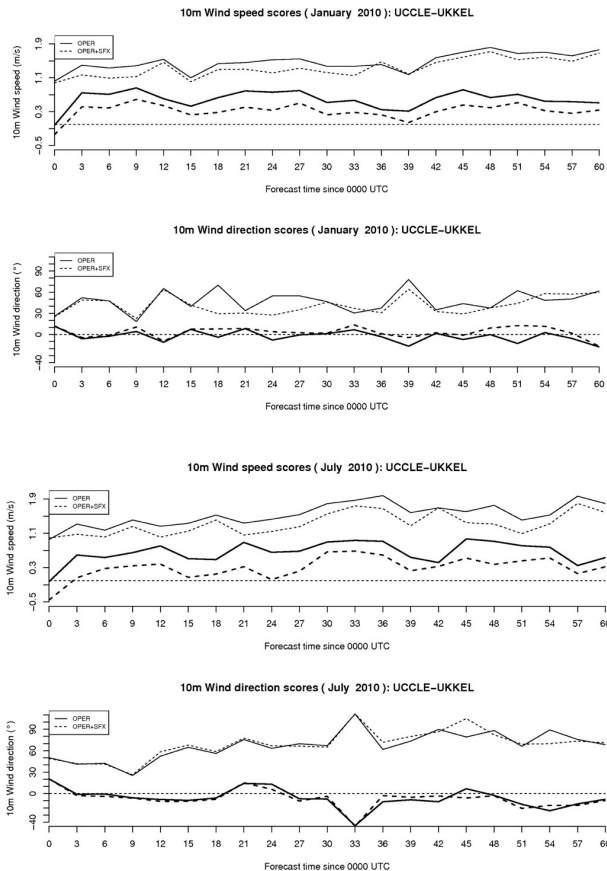 10m Wind speed scores ( January 2010 ): UCCLE−UKKEL
10m Wind speed (m/s)
1.9
1.1
0.3
−0.5
OPER
OPER+SFX
0 3 6 9 12 15 18 21 24 27 30 33 36 39 42 45 48 51 54 57 60
Forecast time since 0000 UTC
10m Wind direction scores ( January 2010 ): UCCLE−UKKEL
10m Wind direction (°)
90
60
30
0
−40
OPER
OPER+SFX
0 3 6 9 12 15 18 21 24 27 30 33 36 39 42 45 48 51 54 57 60
Forecast time since 0000 UTC
10m Wind speed scores ( July 2010 ): UCCLE−UKKEL
10m Wind speed (m/s)
1.9
1.1
0.3
−0.5
OPER
OPER+SFX
0 3 6 9 12 15 18 21 24 27 30 33 36 39 42 45 48 51 54 57 60
Forecast time since 0000 UTC
10m Wind direction scores ( July 2010 ): UCCLE−UKKEL
10m Wind direction (°)
90
60
30
0
−40
OPER
OPER+SFX
0 3 6 9 12 15 18 21 24 27 30 33 36 39 42 45 48 51 54 57 60
Forecast time since 0000 UTC